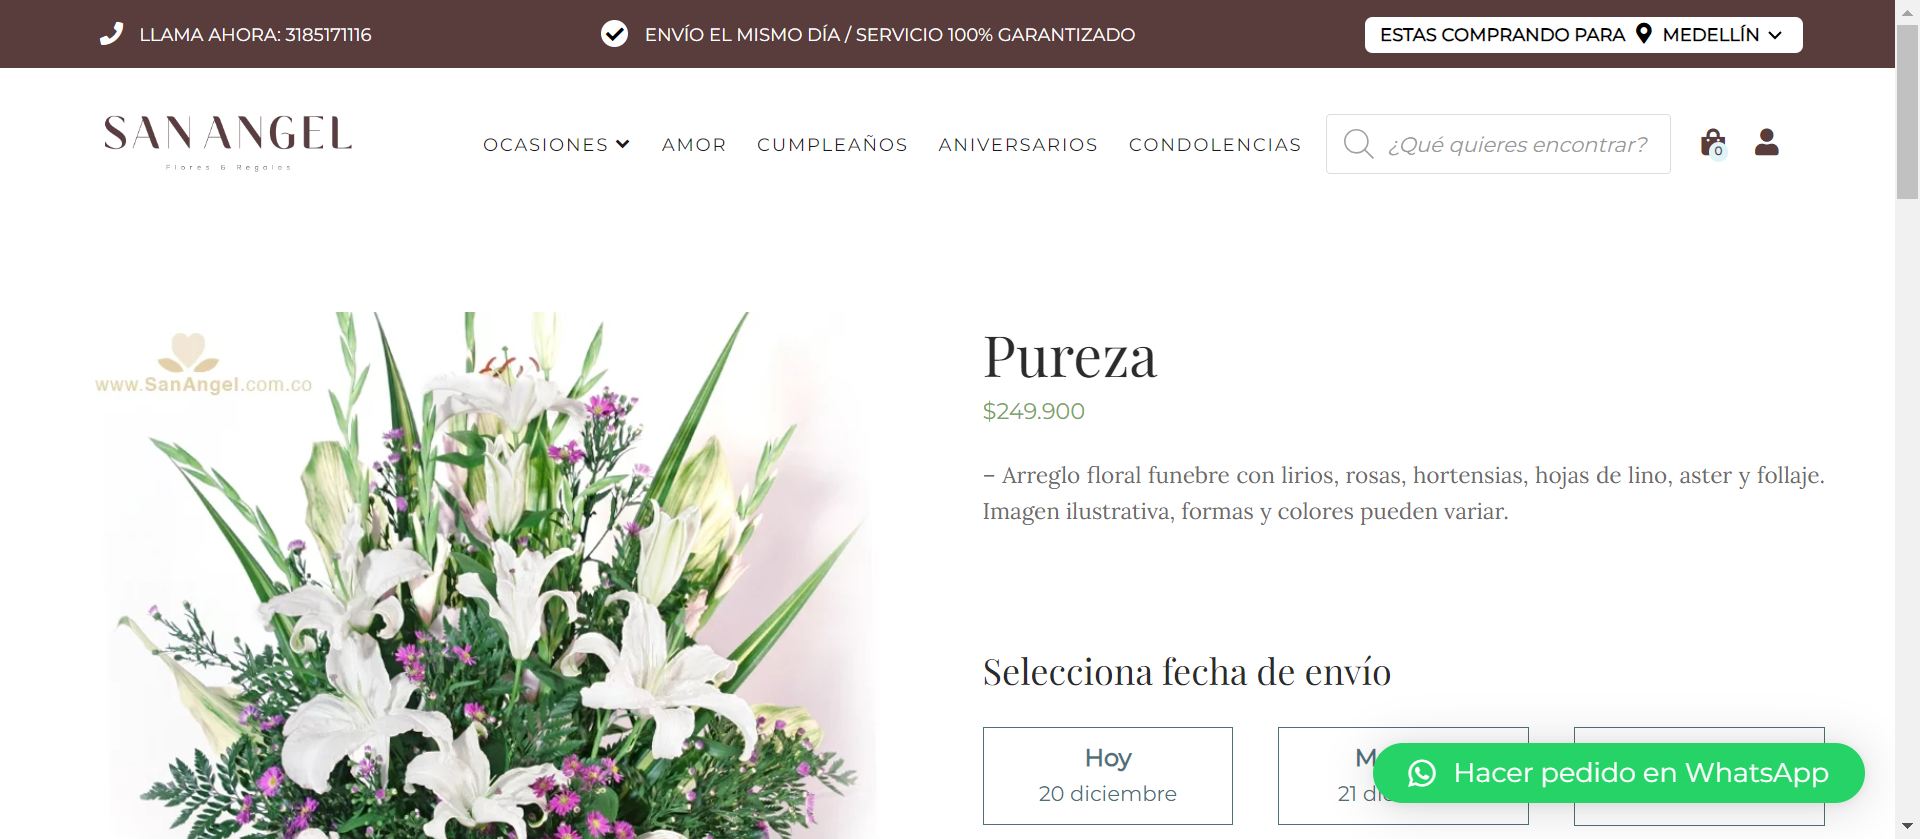 LLAMA AHORA: 3185171116
ENVÍO EL MISMO DÍA / SERVICIO 100% GARANTIZADO
ESTAS COMPRANDO PARA MEDELLÍN
SAN ANGEL
Flores & Regalos
OCASIONES
AMOR
CUMPLEAÑOS
ANIVERSARIOS
CONDOLENCIAS
¿Qué quieres encontrar?
0
www.SanAngel.com.co
Pureza
$249.900
– Arreglo floral funebre con lirios, rosas, hortensias, hojas de lino, aster y follaje.
Imagen ilustrativa, formas y colores pueden variar.
Selecciona fecha de envío
Hoy
20 diciembre
21
Hacer pedido en WhatsApp